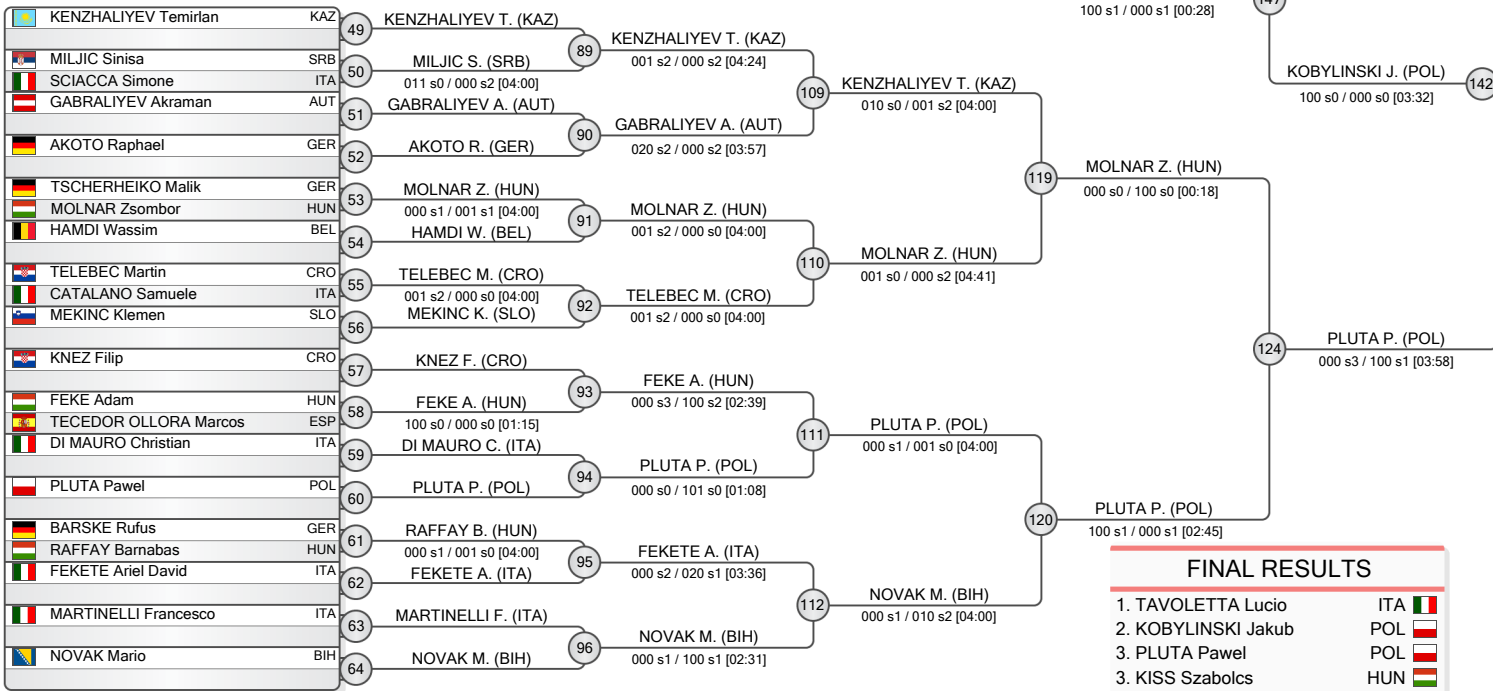 KENZHALIYEV Temirlan KAZ
MILJIC Sinisa SRB
SCIACCA Simone ITA
GABRALIYEV Akraman AUT
AKOTO Raphael GER
TSCHERHEIKO Malik GER
MOLNAR Zsombor HUN
HAMDI Wassim BEL
TELEBEC Martin CRO
CATALANO Samuele ITA
MEKINC Klemen SLO
KNEZ Filip CRO
FEKE Adam HUN
TECEDOR OLLORA Marcos ESP
DI MAURO Christian ITA
PLUTA Pawel POL
BARSKE Rufus GER
RAFFAY Barnabas HUN
FEKETE Ariel David ITA
MARTINELLI Francesco ITA
NOVAK Mario BIH
49
50
51
52
53
54
55
56
57
58
59
60
61
62
63
64
KENZHALIYEV T. (KAZ)
MILJIC S. (SRB)
011 s0 / 000 s2 [04:00]
GABRALIYEV A. (AUT)
AKOTO R. (GER)
MOLNAR Z. (HUN)
000 s1 / 001 s1 [04:00]
HAMDI W. (BEL)
TELEBEC M. (CRO)
001 s2 / 000 s0 [04:00]
MEKINC K. (SLO)
KNEZ F. (CRO)
FEKE A. (HUN)
100 s0 / 000 s0 [01:15]
DI MAURO C. (ITA)
PLUTA P. (POL)
RAFFAY B. (HUN)
000 s1 / 001 s0 [04:00]
FEKETE A. (ITA)
MARTINELLI F. (ITA)
NOVAK M. (BIH)
89
90
91
92
93
94
95
96
KENZHALIYEV T. (KAZ)
001 s2 / 000 s2 [04:24]
GABRALIYEV A. (AUT)
020 s2 / 000 s2 [03:57]
MOLNAR Z. (HUN)
001 s2 / 000 s0 [04:00]
TELEBEC M. (CRO)
001 s2 / 000 s0 [04:00]
FEKE A. (HUN)
000 s3 / 100 s2 [02:39]
PLUTA P. (POL)
000 s0 / 101 s0 [01:08]
FEKETE A. (ITA)
000 s2 / 020 s1 [03:36]
NOVAK M. (BIH)
000 s1 / 100 s1 [02:31]
109
110
111
112
KENZHALIYEV T. (KAZ)
010 s0 / 001 s2 [04:00]
MOLNAR Z. (HUN)
001 s0 / 000 s2 [04:41]
PLUTA P. (POL)
000 s1 / 001 s0 [04:00]
NOVAK M. (BIH)
000 s1 / 010 s2 [04:00]
119
120
MOLNAR Z. (HUN)
000 s0 / 100 s0 [00:18]
PLUTA P. (POL)
100 s1 / 000 s1 [02:45]
124
PLUTA P. (POL)
000 s3 / 100 s1 [03:58]
100 s1 / 000 s1 [00:28]
KOBYLINSKI J. (POL)
100 s0 / 000 s0 [03:32]
142
FINAL RESULTS
1. TAVOLETTA Lucio ITA
2. KOBYLINSKI Jakub POL
3. PLUTA Pawel POL
3. KISS Szabolcs HUN